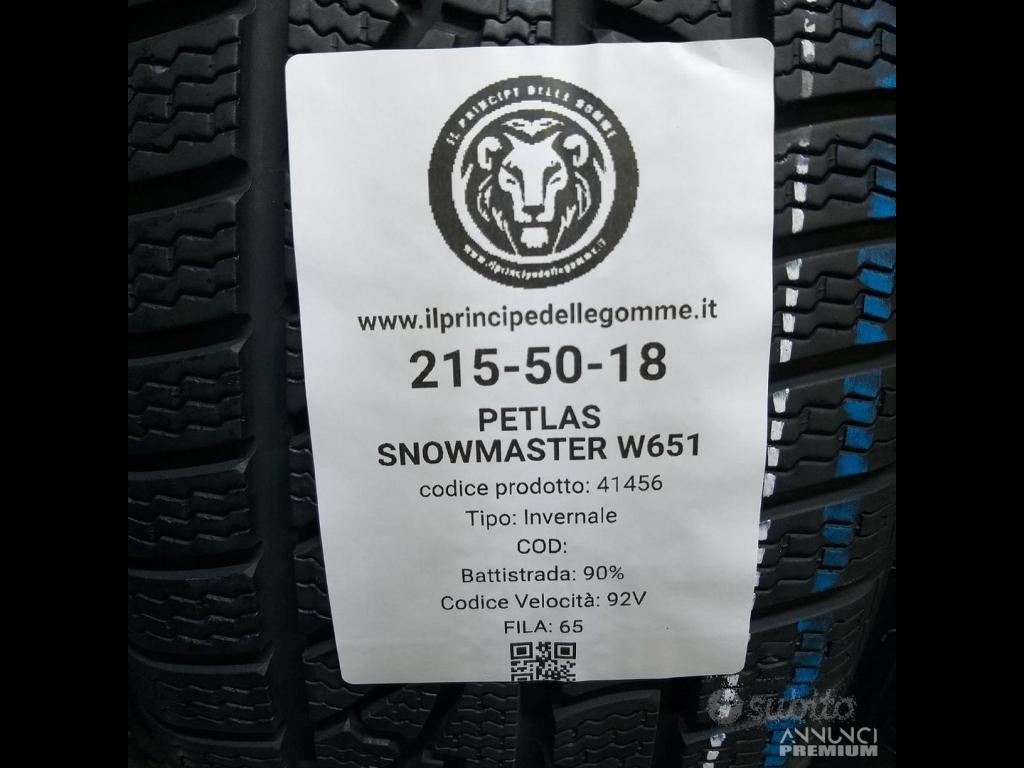 IL PRINCIPE DELLE GOMME
www.ilprincipedellegomme.it
www.ilprincipedellegomme.it
215-50-18
PETLAS
SNOWMASTER W651
codice prodotto: 41456
Tipo: Invernale
COD:
Battistrada: 90%
Codice Velocità: 92V
FILA: 65
subito
ANNUNCI
PREMIUM